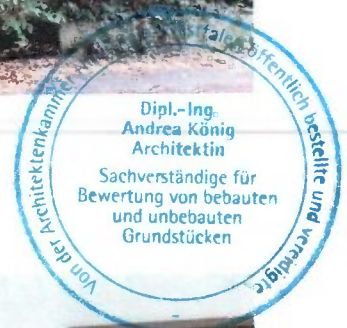 Von der Architektenkammer öffentlich bestellte und vereidigte
Dipl.-Ing.
Andrea König
Architektin
Sachverständige für
Bewertung von bebauten
und unbebauten
Grundstücken